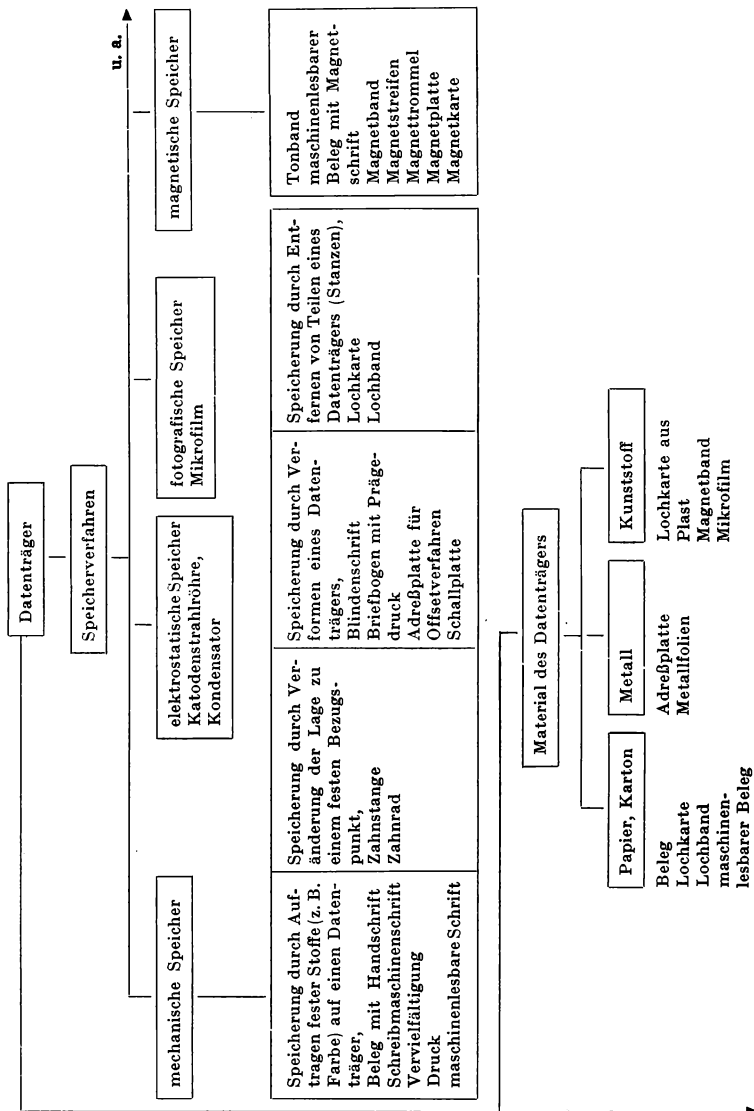 Datenträger
Speicherverfahren
u. a.
mechanische Speicher
elektrostatische Speicher
Katodenstrahlröhre,
Kondensator
fotografische Speicher
Mikrofilm
magnetische Speicher
Speicherung durch Auf-
tragen fester Stoffe (z. B.
Farbe) auf einen Daten-
träger,
Beleg mit Handschrift
Schreibmaschinenschrift
Vervielfältigung
Druck
maschinenlesbare Schrift
Speicherung durch Ver-
änderung der Lage zu
einem festen Bezugs-
punkt,
Zahnstange
Zahnrad
Speicherung durch Ver-
formen eines Daten-
trägers,
Blindenschrift
Briefbogen mit Präge-
druck
Adreßplatte für
Offsetverfahren
Schallplatte
Speicherung durch Ent-
fernen von Teilen eines
Datenträgers (Stanzen),
Lochkarte
Lochband
Tonband
maschinenlesbarer
Beleg mit Magnet-
schrift
Magnetband
Magnetstreifen
Magnettrommel
Magnetplatte
Magnetkarte
Material des Datenträgers
Papier, Karton
Beleg
Lochkarte
Lochband
maschinen-
lesbarer Beleg
Metall
Adreßplatte
Metallfolien
Kunststoff
Lochkarte aus
Plast
Magnetband
Mikrofilm